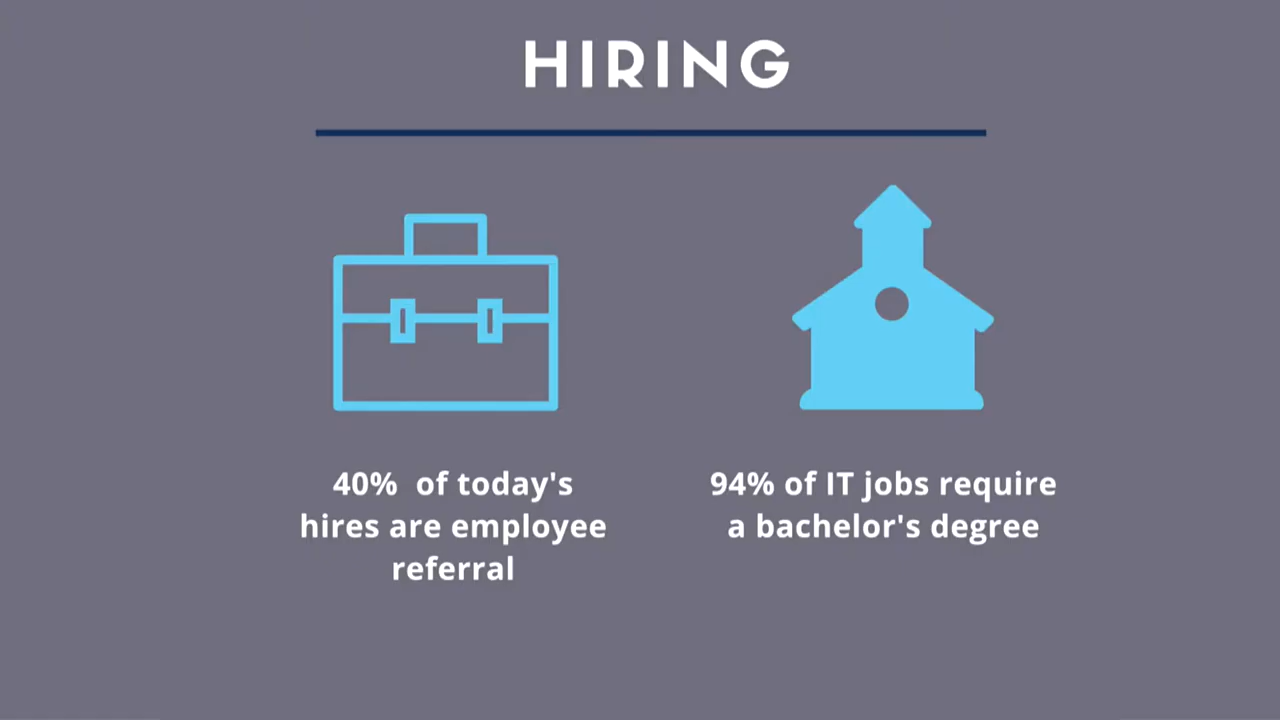 HIRING
40%  of today's
hires are employee
referral
94% of IT jobs require
a bachelor's degree